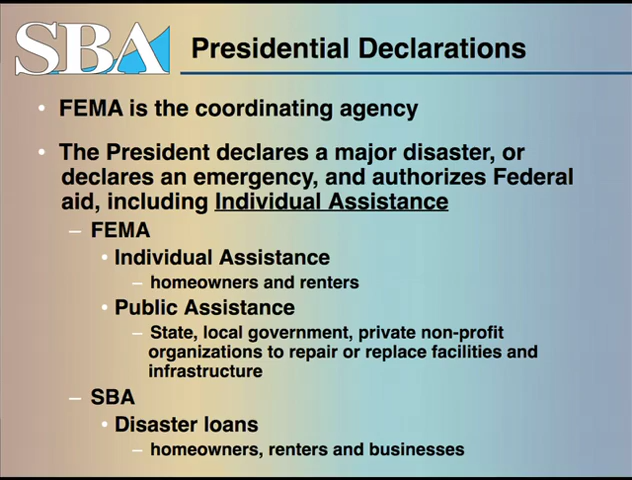 SBA
Presidential Declarations
• FEMA is the coordinating agency
• The President declares a major disaster, or
declares an emergency, and authorizes Federal
aid, including Individual Assistance
– FEMA
• Individual Assistance
– homeowners and renters
• Public Assistance
– State, local government, private non-profit
organizations to repair or replace facilities and
infrastructure
– SBA
• Disaster loans
– homeowners, renters and businesses